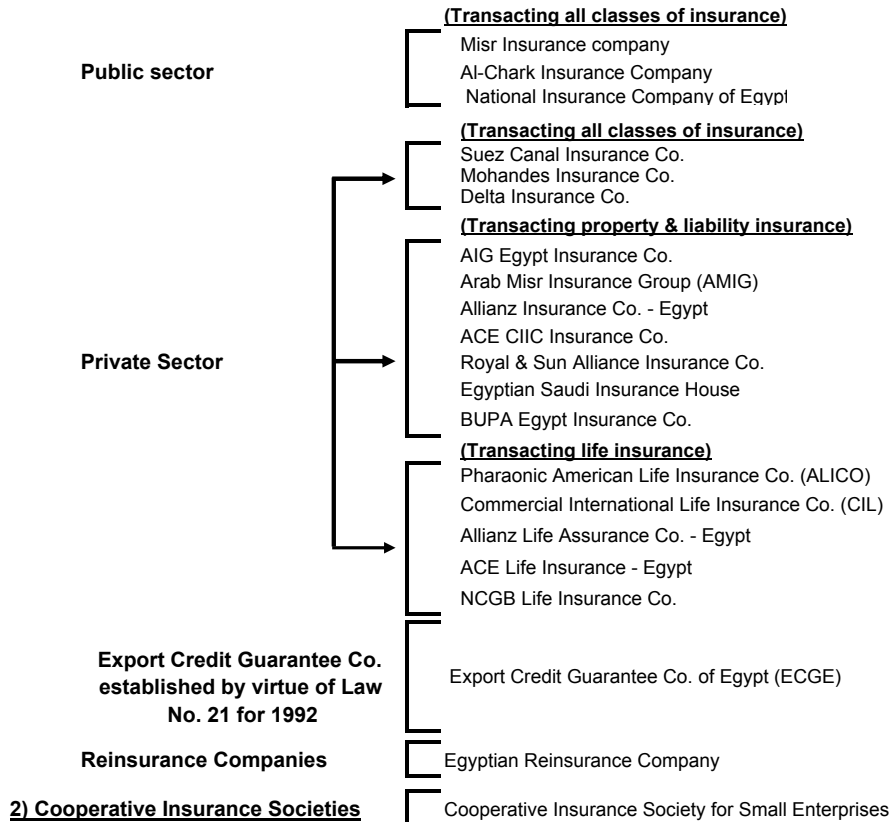 (Transacting all classes of insurance)
Misr Insurance company
Public sector
Al-Chark Insurance Company
National Insurance Company of Egypt
(Transacting all classes of insurance)
Suez Canal Insurance Co.
Mohandes Insurance Co.
Delta Insurance Co.
(Transacting property & liability insurance)
AIG Egypt Insurance Co.
Arab Misr Insurance Group (AMIG)
Allianz Insurance Co. - Egypt
ACE CIIC Insurance Co.
Private Sector
Royal & Sun Alliance Insurance Co.
Egyptian Saudi Insurance House
BUPA Egypt Insurance Co.
(Transacting life insurance)
Pharaonic American Life Insurance Co. (ALICO)
Commercial International Life Insurance Co. (CIL)
Allianz Life Assurance Co. - Egypt
ACE Life Insurance - Egypt
NCGB Life Insurance Co.
Export Credit Guarantee Co.
established by virtue of Law
No. 21 for 1992
Export Credit Guarantee Co. of Egypt (ECGE)
Reinsurance Companies
Egyptian Reinsurance Company
2) Cooperative Insurance Societies
Cooperative Insurance Society for Small Enterprises